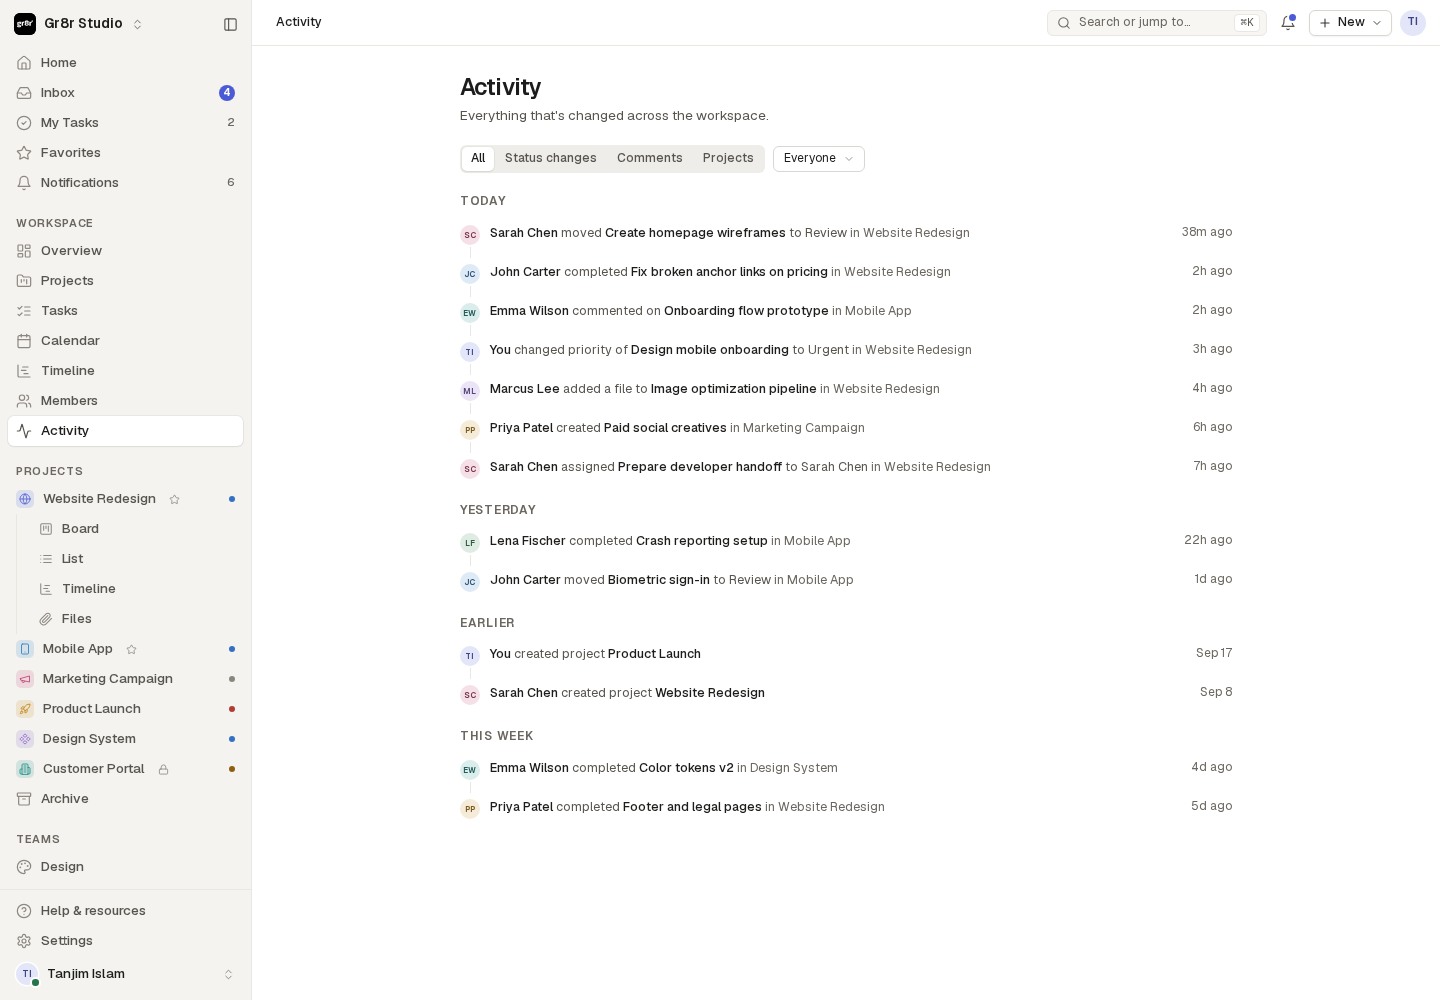 gr8r Gr8r Studio
Home
Inbox 4
My Tasks 2
Favorites
Notifications 6
WORKSPACE
Overview
Projects
Tasks
Calendar
Timeline
Members
Activity
PROJECTS
Website Redesign
Board
List
Timeline
Files
Mobile App
Marketing Campaign
Product Launch
Design System
Customer Portal
Archive
TEAMS
Design
Help & resources
Settings
TI Tanjim Islam
Activity
Search or jump to... ⌘K
New
TI
Activity
Everything that's changed across the workspace.
All Status changes Comments Projects Everyone
TODAY
SC Sarah Chen moved Create homepage wireframes to Review in Website Redesign 38m ago
JC John Carter completed Fix broken anchor links on pricing in Website Redesign 2h ago
EW Emma Wilson commented on Onboarding flow prototype in Mobile App 2h ago
TI You changed priority of Design mobile onboarding to Urgent in Website Redesign 3h ago
ML Marcus Lee added a file to Image optimization pipeline in Website Redesign 4h ago
PP Priya Patel created Paid social creatives in Marketing Campaign 6h ago
SC Sarah Chen assigned Prepare developer handoff to Sarah Chen in Website Redesign 7h ago
YESTERDAY
LF Lena Fischer completed Crash reporting setup in Mobile App 22h ago
JC John Carter moved Biometric sign-in to Review in Mobile App 1d ago
EARLIER
TI You created project Product Launch Sep 17
SC Sarah Chen created project Website Redesign Sep 8
THIS WEEK
EW Emma Wilson completed Color tokens v2 in Design System 4d ago
PP Priya Patel completed Footer and legal pages in Website Redesign 5d ago